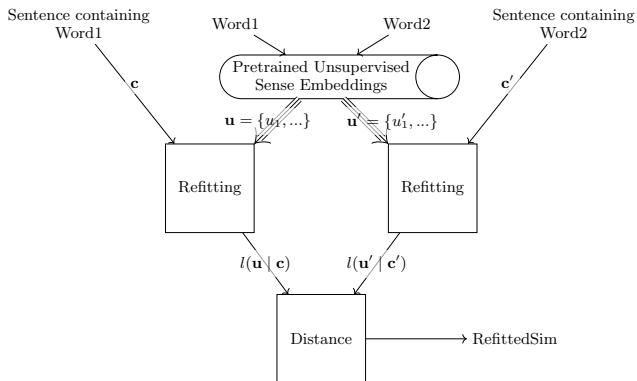 Sentence containing
Word1
Word1
Word2
Sentence containing
Word2
Pretrained Unsupervised
Sense Embeddings
c
c′
u = {u₁, ...}
u′ = {u′₁, ...}
Refitting
Refitting
l(u | c)
l(u′ | c′)
Distance
RefittedSim